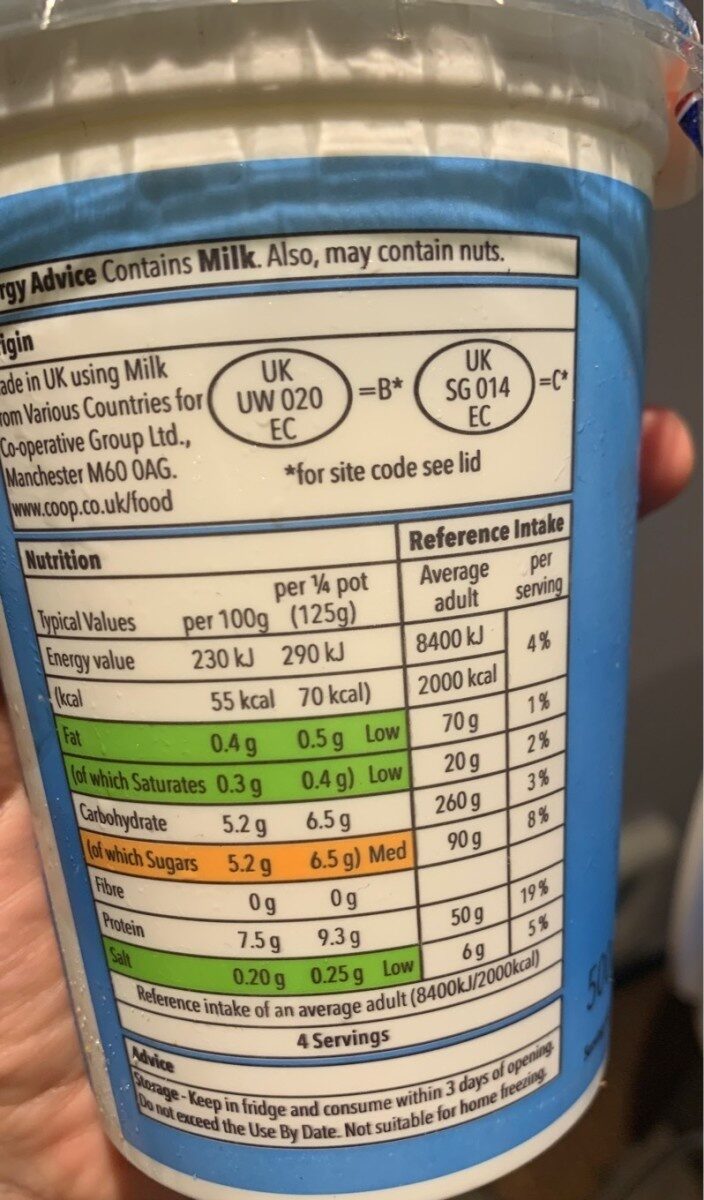 rgy Advice Contains Milk. Also, may contain nuts.
igin
ade in UK using Milk
rom Various Countries for
Co-operative Group Ltd.,
Manchester M60 0AG.
www.coop.co.uk/food
UK
UW 020
EC
=B*
UK
SG 014
EC
=C*
*for site code see lid
Nutrition
Reference Intake
Typical Values per 100g per ¼ pot (125g) Average adult per serving
Energy value 230 kJ 290 kJ 8400 kJ 4%
(kcal 55 kcal 70 kcal) 2000 kcal
Fat 0.4 g 0.5 g Low 70 g 1%
(of which Saturates 0.3 g 0.4 g) Low 20 g 2%
Carbohydrate 5.2 g 6.5 g 260 g 3%
(of which Sugars 5.2 g 6.5 g) Med 90 g 8%
Fibre 0 g 0 g
Protein 7.5 g 9.3 g 50 g 19%
Salt 0.20 g 0.25 g Low 6 g 5%
Reference intake of an average adult (8400kJ/2000kcal)
4 Servings
Advice
Storage - Keep in fridge and consume within 3 days of opening.
Do not exceed the Use By Date. Not suitable for home freezing.